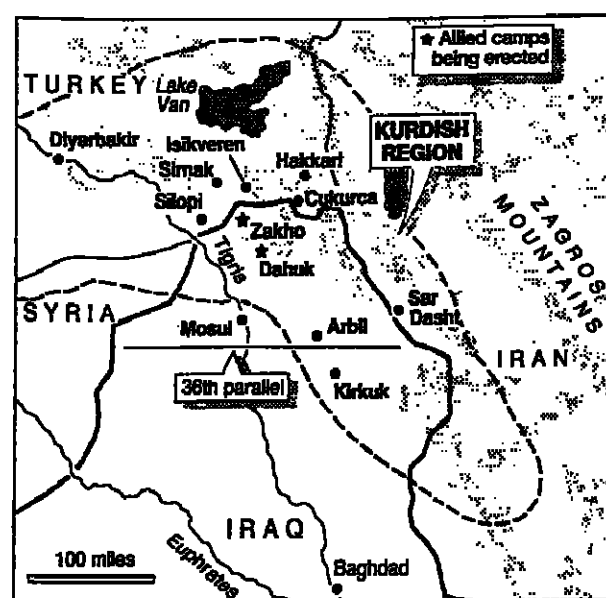 ★ Allied camps
being erected
TURKEY
Lake
Van
Diyarbakir
Isikveren
Sirnak
Hakkari
KURDISH
REGION
Silopi
Cukurca
Zakho
Tigris
Dahuk
ZAGROS
MOUNTAINS
SYRIA
Mosul
Arbil
Sar
Dasht
IRAN
36th parallel
Kirkuk
IRAQ
100 miles
Euphrates
Baghdad